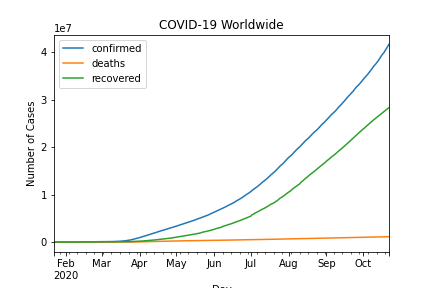 COVID-19 Worldwide
1e7
confirmed
deaths
recovered
Number of Cases
4
3
2
1
0
Feb Mar Apr May Jun Jul Aug Sep Oct
2020